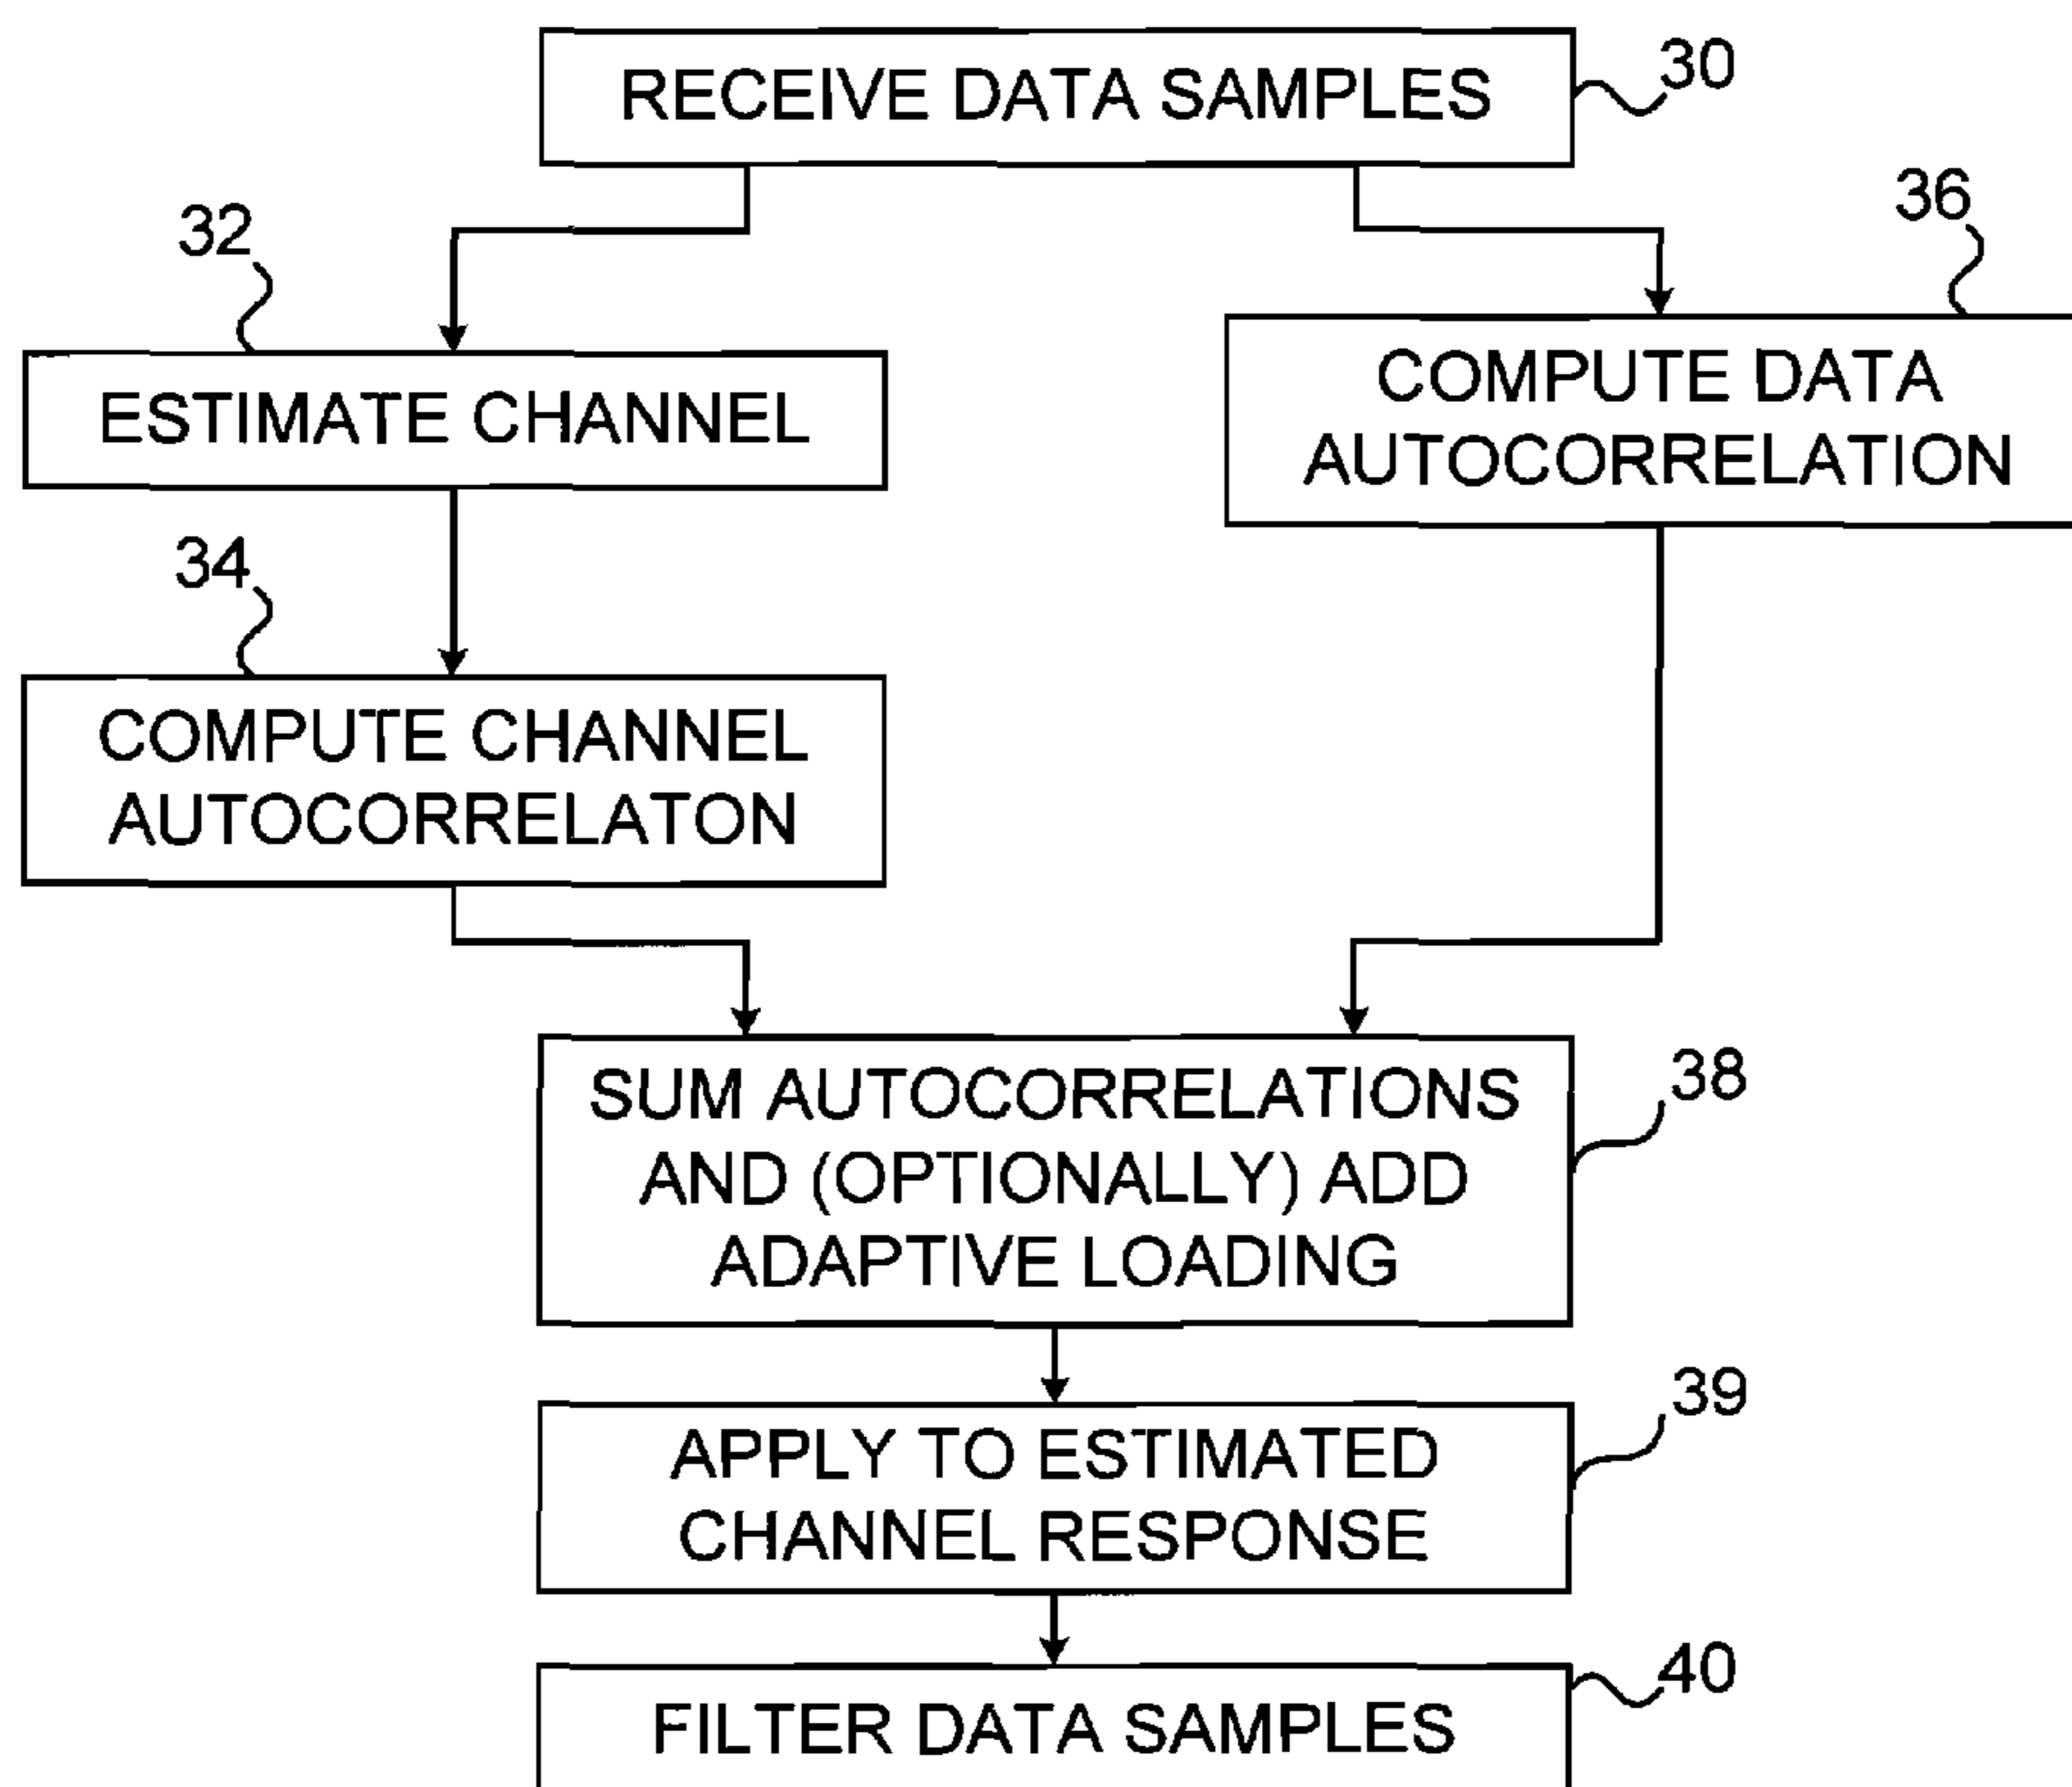 RECEIVE DATA SAMPLES
30
32
36
ESTIMATE CHANNEL
COMPUTE DATA
AUTOCORRELATION
34
COMPUTE CHANNEL
AUTOCORRELATON
SUM AUTOCORRELATIONS
AND (OPTIONALLY) ADD
ADAPTIVE LOADING
38
APPLY TO ESTIMATED
CHANNEL RESPONSE
39
FILTER DATA SAMPLES
40